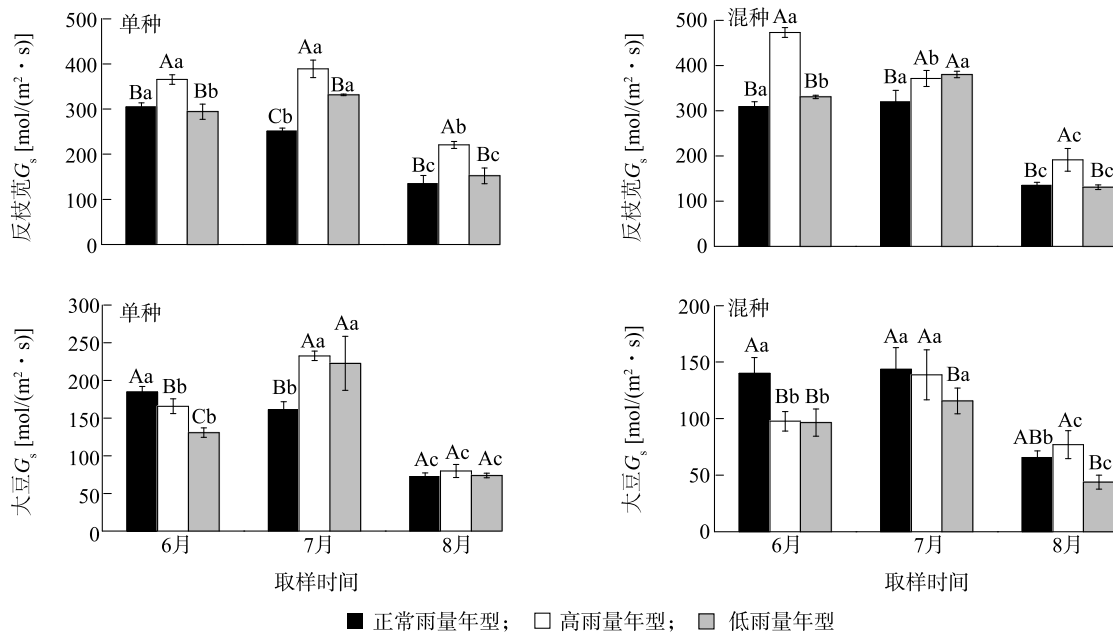 单种
反枝苋Gs [mol/(m²·s)]
500
400
300
200
100
0
Ba Aa Bb
Cb Aa Ba
Bc Ab Bc
混种
反枝苋Gs [mol/(m²·s)]
500
400
300
200
100
0
Ba Aa Bb
Ba Ab Aa
Bc Ac Bc
单种
大豆Gs [mol/(m²·s)]
300
250
200
150
100
50
0
Aa Bb Cb
Bb Aa Aa
Ac Ac Ac
6月 7月 8月
取样时间
混种
大豆Gs [mol/(m²·s)]
200
150
100
50
0
Aa Bb Bb
Aa Aa Ba
ABb Ac Bc
6月 7月 8月
取样时间
正常雨量年型; 高雨量年型; 低雨量年型